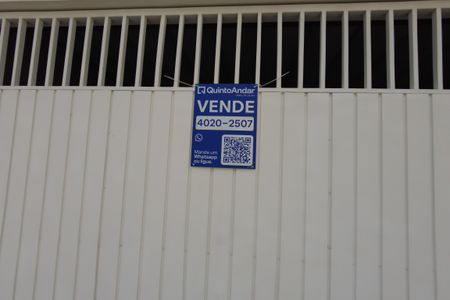 QuintoAndar
VENDE
4020-2507
Mande um
Whatsapp
ou ligue.